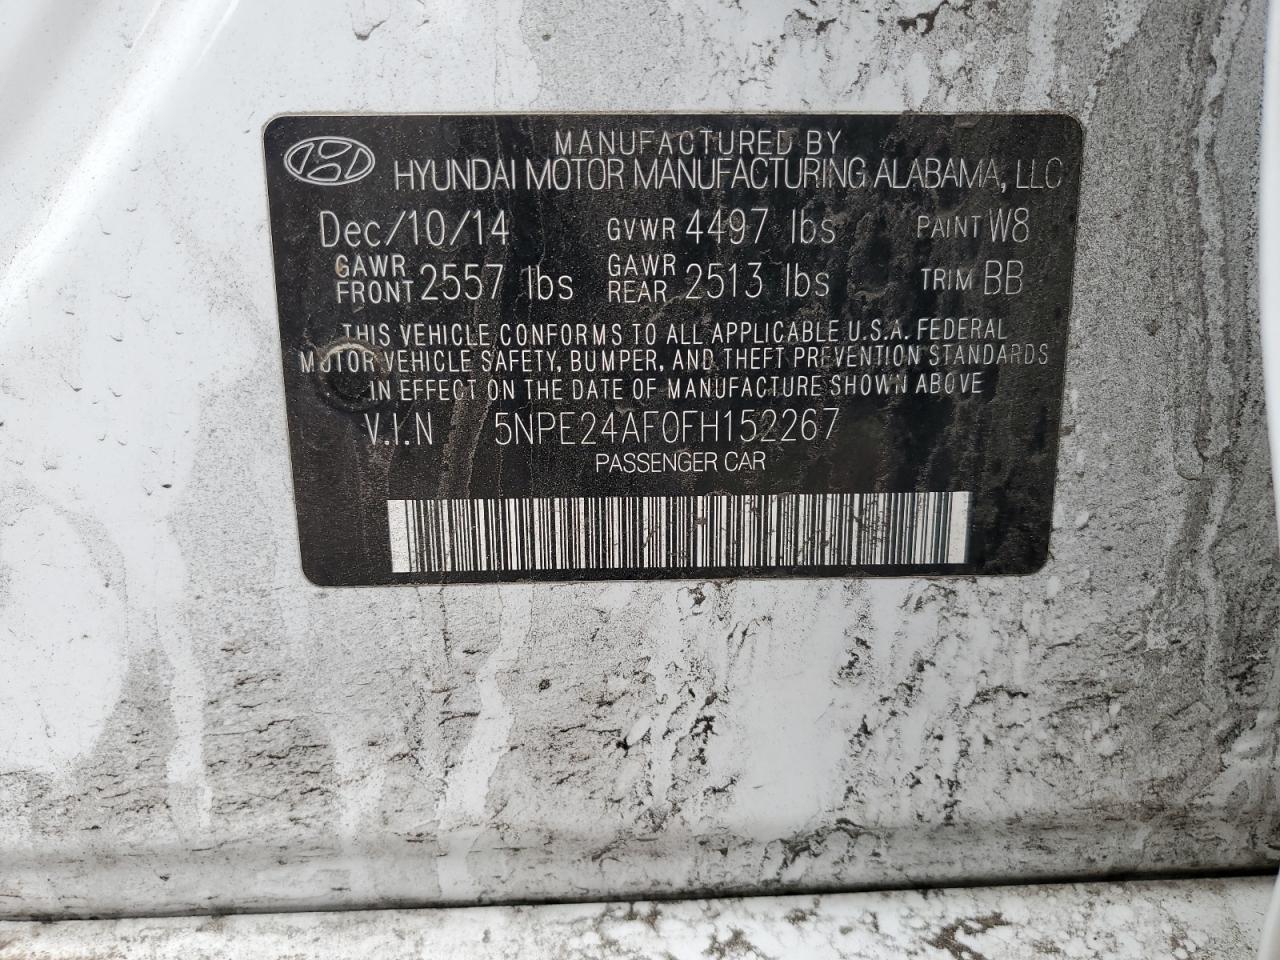 MANUFACTURED BY
HYUNDAI MOTOR MANUFACTURING ALABAMA, LLC
Dec/10/14 GVWR 4497 lbs PAINT W8
GAWR FRONT 2557 lbs GAWR REAR 2513 lbs TRIM BB
THIS VEHICLE CONFORMS TO ALL APPLICABLE U.S.A. FEDERAL
MOTOR VEHICLE SAFETY, BUMPER, AND THEFT PREVENTION STANDARDS
IN EFFECT ON THE DATE OF MANUFACTURE SHOWN ABOVE
V.I.N 5NPE24AF0FH152267
PASSENGER CAR